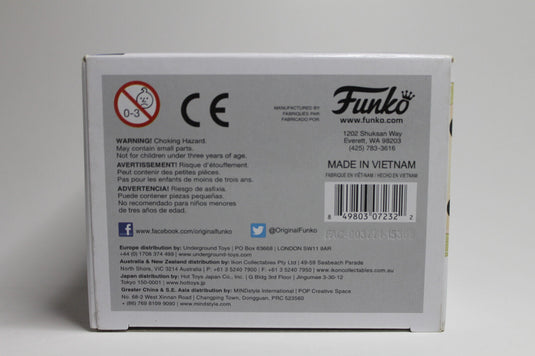 0-3
CE
MANUFACTURED BY
FABRIQUÉ PAR
FABRICADO POR
Funko
www.funko.com
1202 Shuksan Way
Everett, WA 98203
(425) 783-3616
WARNING! Choking Hazard.
May contain small parts.
Not for children under three years of age.
AVERTISSEMENT! Risque d'étouffement.
Peut contenir des petites pièces.
Pas pour les enfants de moins de trois ans.
ADVERTENCIA! Riesgo de asfixia.
Puede contener piezas pequeñas.
No recomendado para niños menores
de tres años de edad.
MADE IN VIETNAM
FABRIQUÉ EN VIÊT-NAM / HECHO EN VIETNAM
8 49803 07232 2
www.facebook.com/originalfunko
@OriginalFunko
Europe distribution by: Underground Toys | PO Box 63668 | LONDON SW11 9AR
+44 (0) 1708 374 488 | www.underground-toys.com
Australia & New Zealand distribution by: Ikon Collectables Pty Ltd | 49-58 Seabeach Parade
North Shore, VIC 3214 Australia | P + 61 3 5240 7800 | F + 61 3 5240 7950 | www.ikoncollectables.com.au
Japan distribution by: Hot Toys Japan Co., Inc. | G Bldg 3rd Floor | Jingumae 3-30-12
Tokyo 150-0001 | www.hottoys.jp
Greater China & S.E. Asia distribution by: MINDstyle International | POP Creative Space
No. 68-3 West Xinnan Road | Changping Town, Dongguan, PRC 523560
+ (86) 769 8199 9090 | www.mindstyle.com